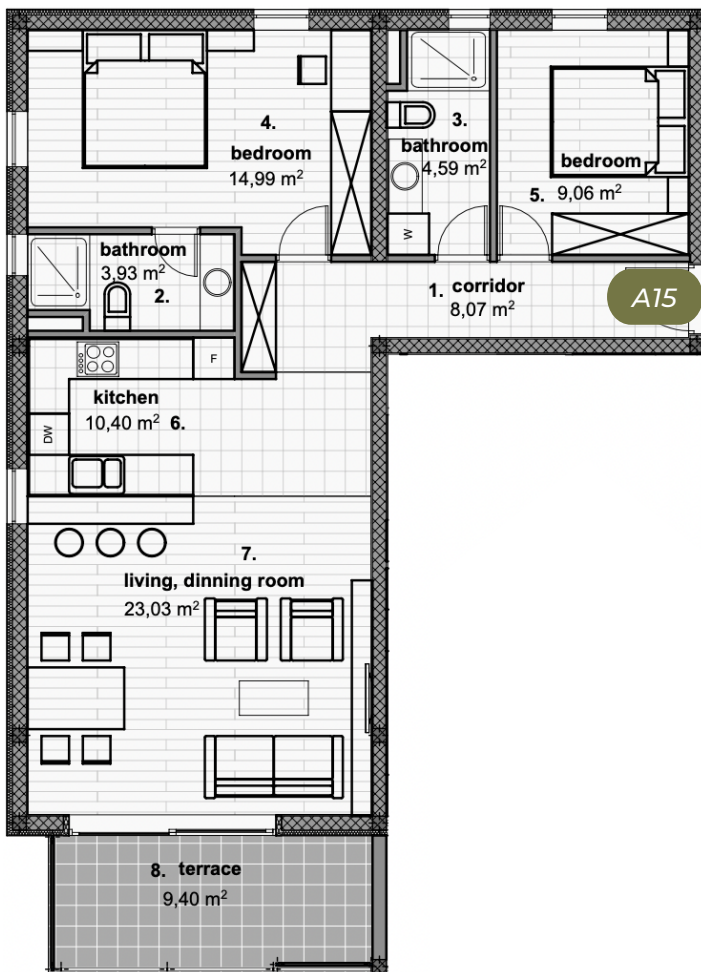 4.
bedroom
14,99 m²
3.
bathroom
4,59 m²
W
bedroom
5. 9,06 m²
bathroom
3,93 m²
2.
1. corridor
8,07 m²
A15
F
kitchen
10,40 m² 6.
DW
7.
living, dinning room
23,03 m²
8. terrace
9,40 m²